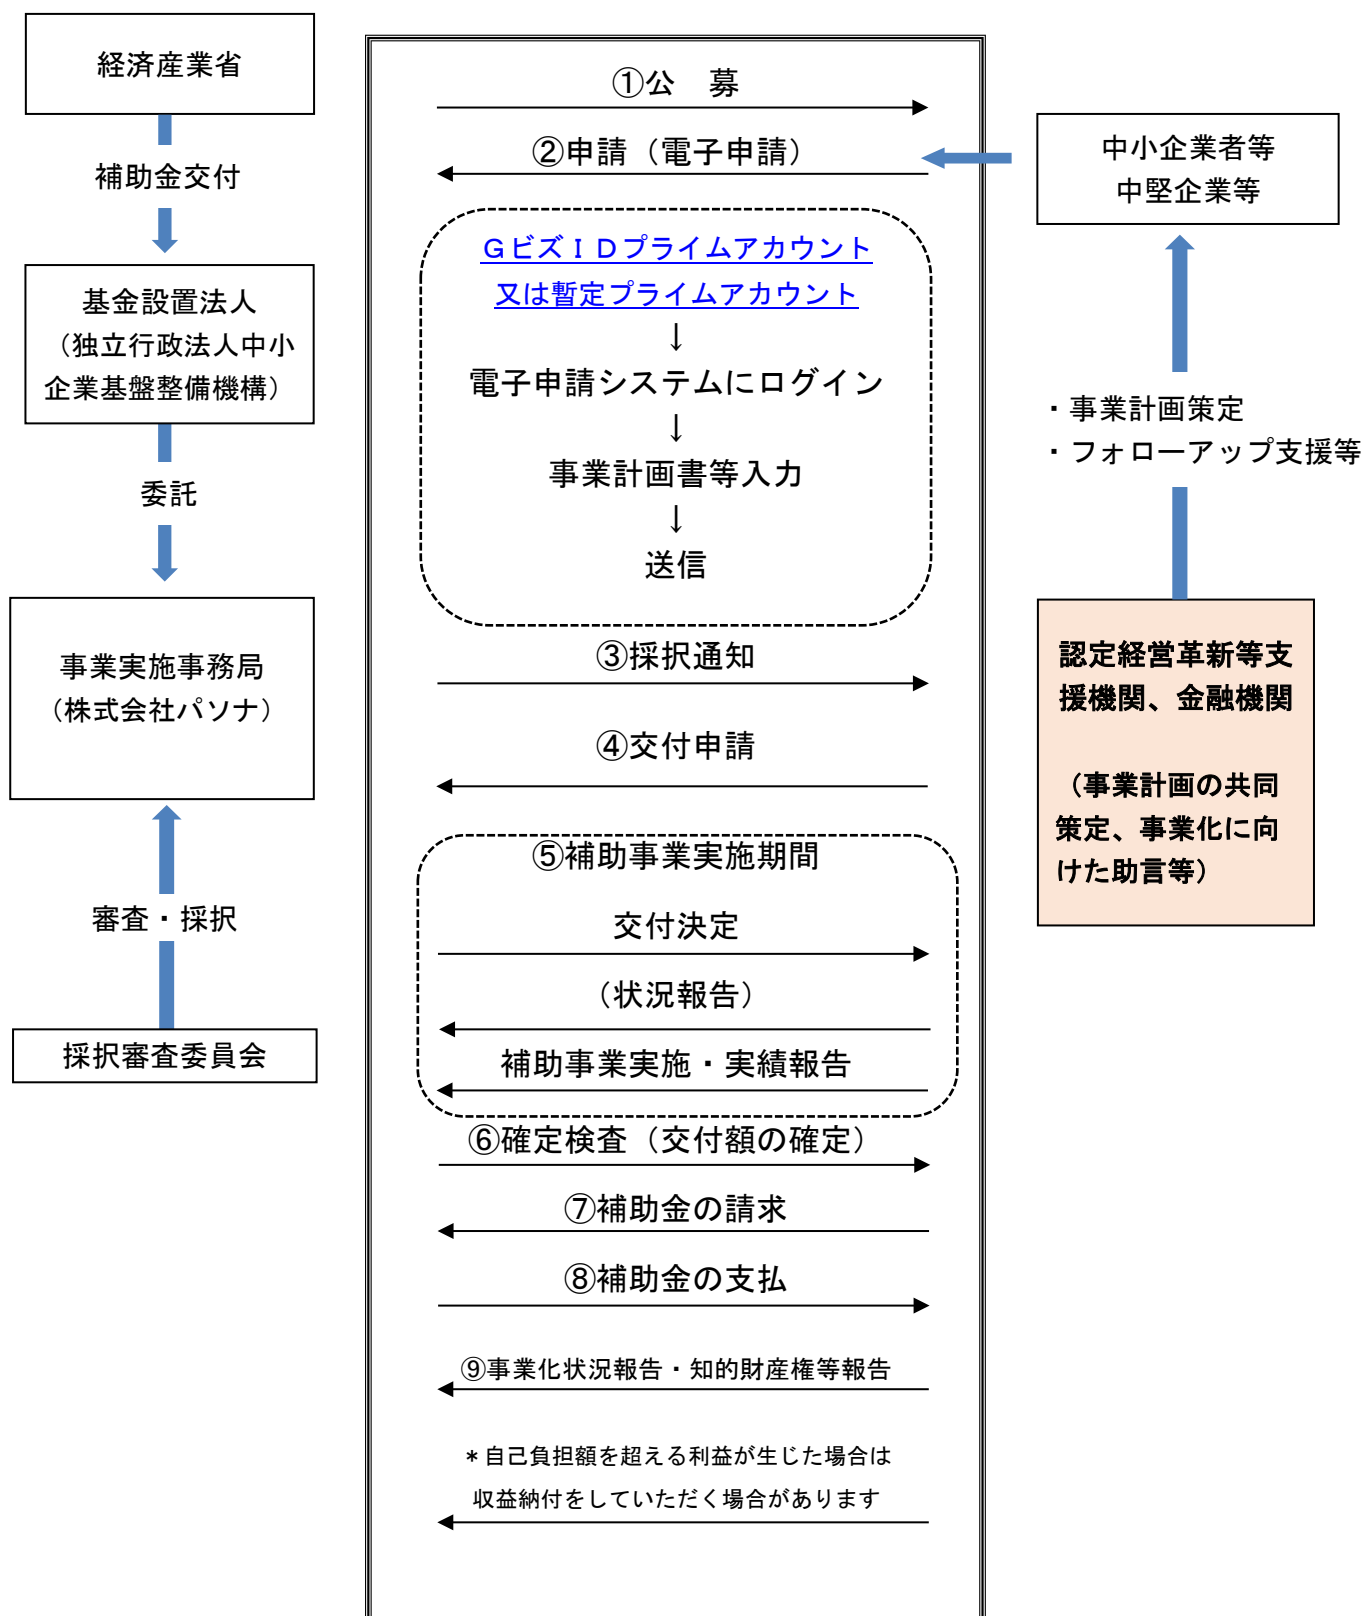 経済産業省
補助金交付
基金設置法人
（独立行政法人中小
企業基盤整備機構）
委託
事業実施事務局
（株式会社パソナ）
審査・採択
採択審査委員会
①公　募
②申請（電子申請）
ＧビズＩＤプライムアカウント
又は暫定プライムアカウント
↓
電子申請システムにログイン
↓
事業計画書等入力
↓
送信
③採択通知
④交付申請
⑤補助事業実施期間
交付決定
（状況報告）
補助事業実施・実績報告
⑥確定検査（交付額の確定）
⑦補助金の請求
⑧補助金の支払
⑨事業化状況報告・知的財産権等報告
＊自己負担額を超える利益が生じた場合は
収益納付をしていただく場合があります
中小企業者等
中堅企業等
・事業計画策定
・フォローアップ支援等
認定経営革新等支
援機関、金融機関
（事業計画の共同
策定、事業化に向
けた助言等）